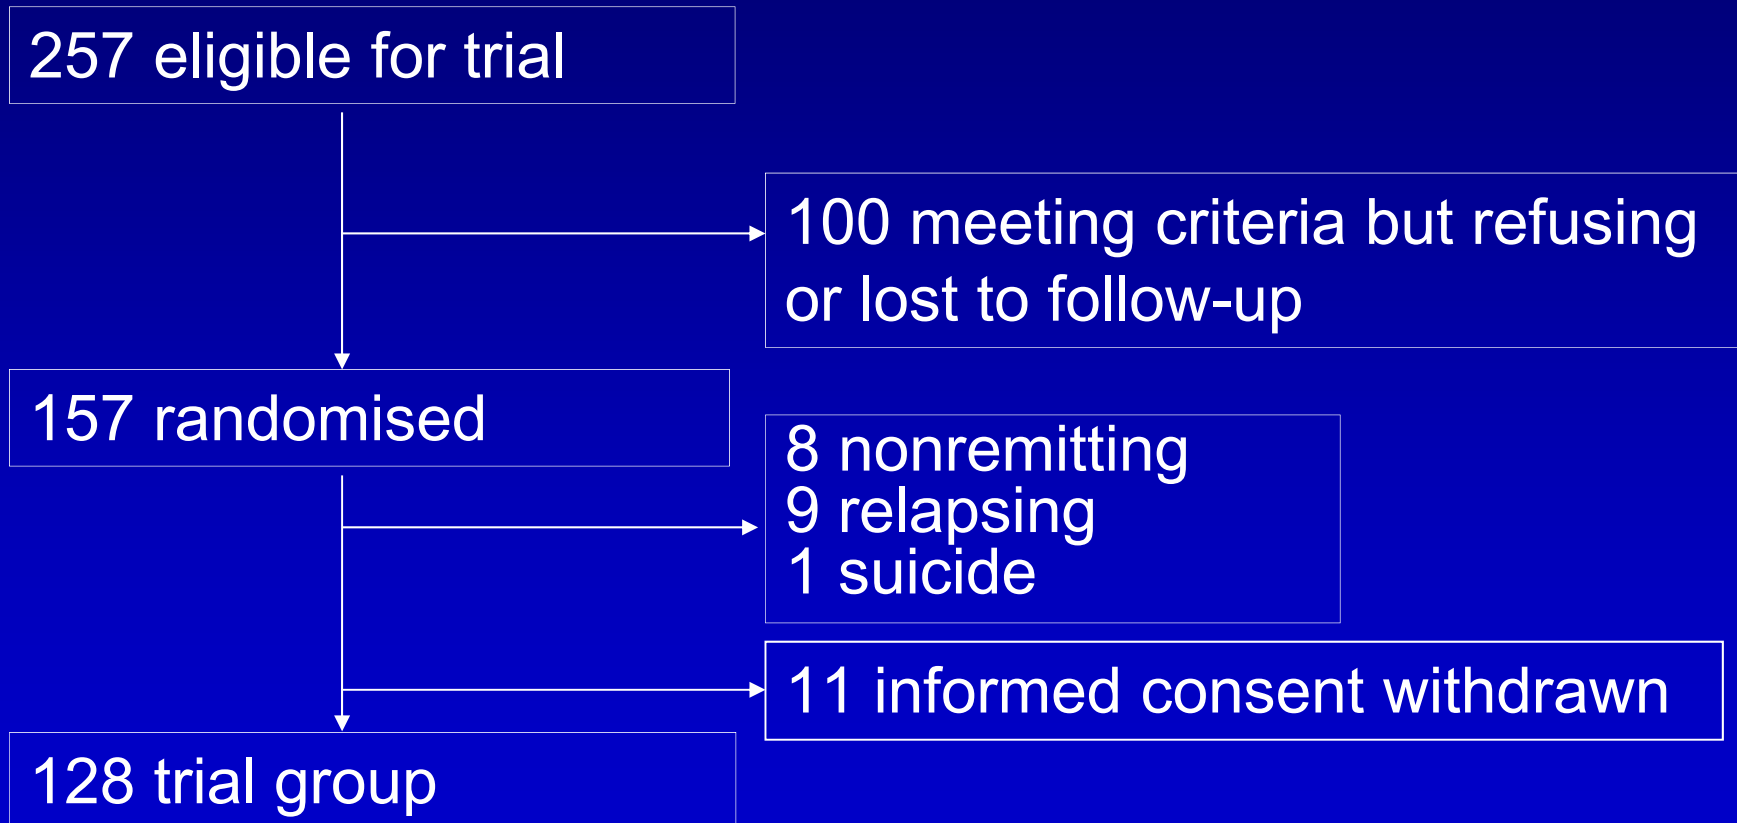 257 eligible for trial
100 meeting criteria but refusing
or lost to follow-up
157 randomised
8 nonremitting
9 relapsing
1 suicide
11 informed consent withdrawn
128 trial group